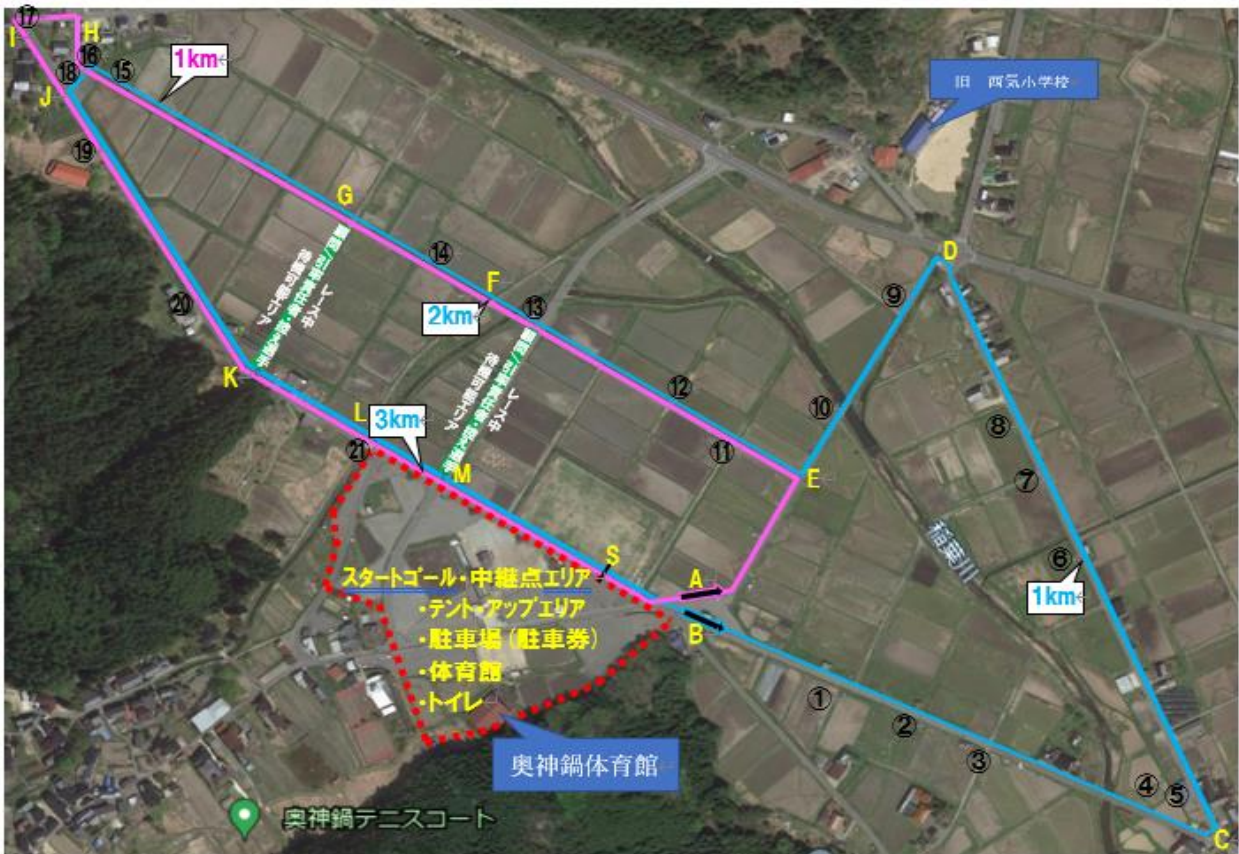 ⑰
I
H
⑯
⑮
1km
⑱
J
⑲
旧 西気小学校
G
⑭
F
2km
⑬
D
⑨
⑳
K
⑫
⑩
⑧
L
3km
㉑
M
⑪
E
⑦
稲葉川
⑥
1km
S
A
B
スタートゴール・中継点エリア
・テント・アップエリア
・駐車場(駐車券)
・体育館
・トイレ
①
②
③
④
⑤
C
奥神鍋体育館
奥神鍋テニスコート